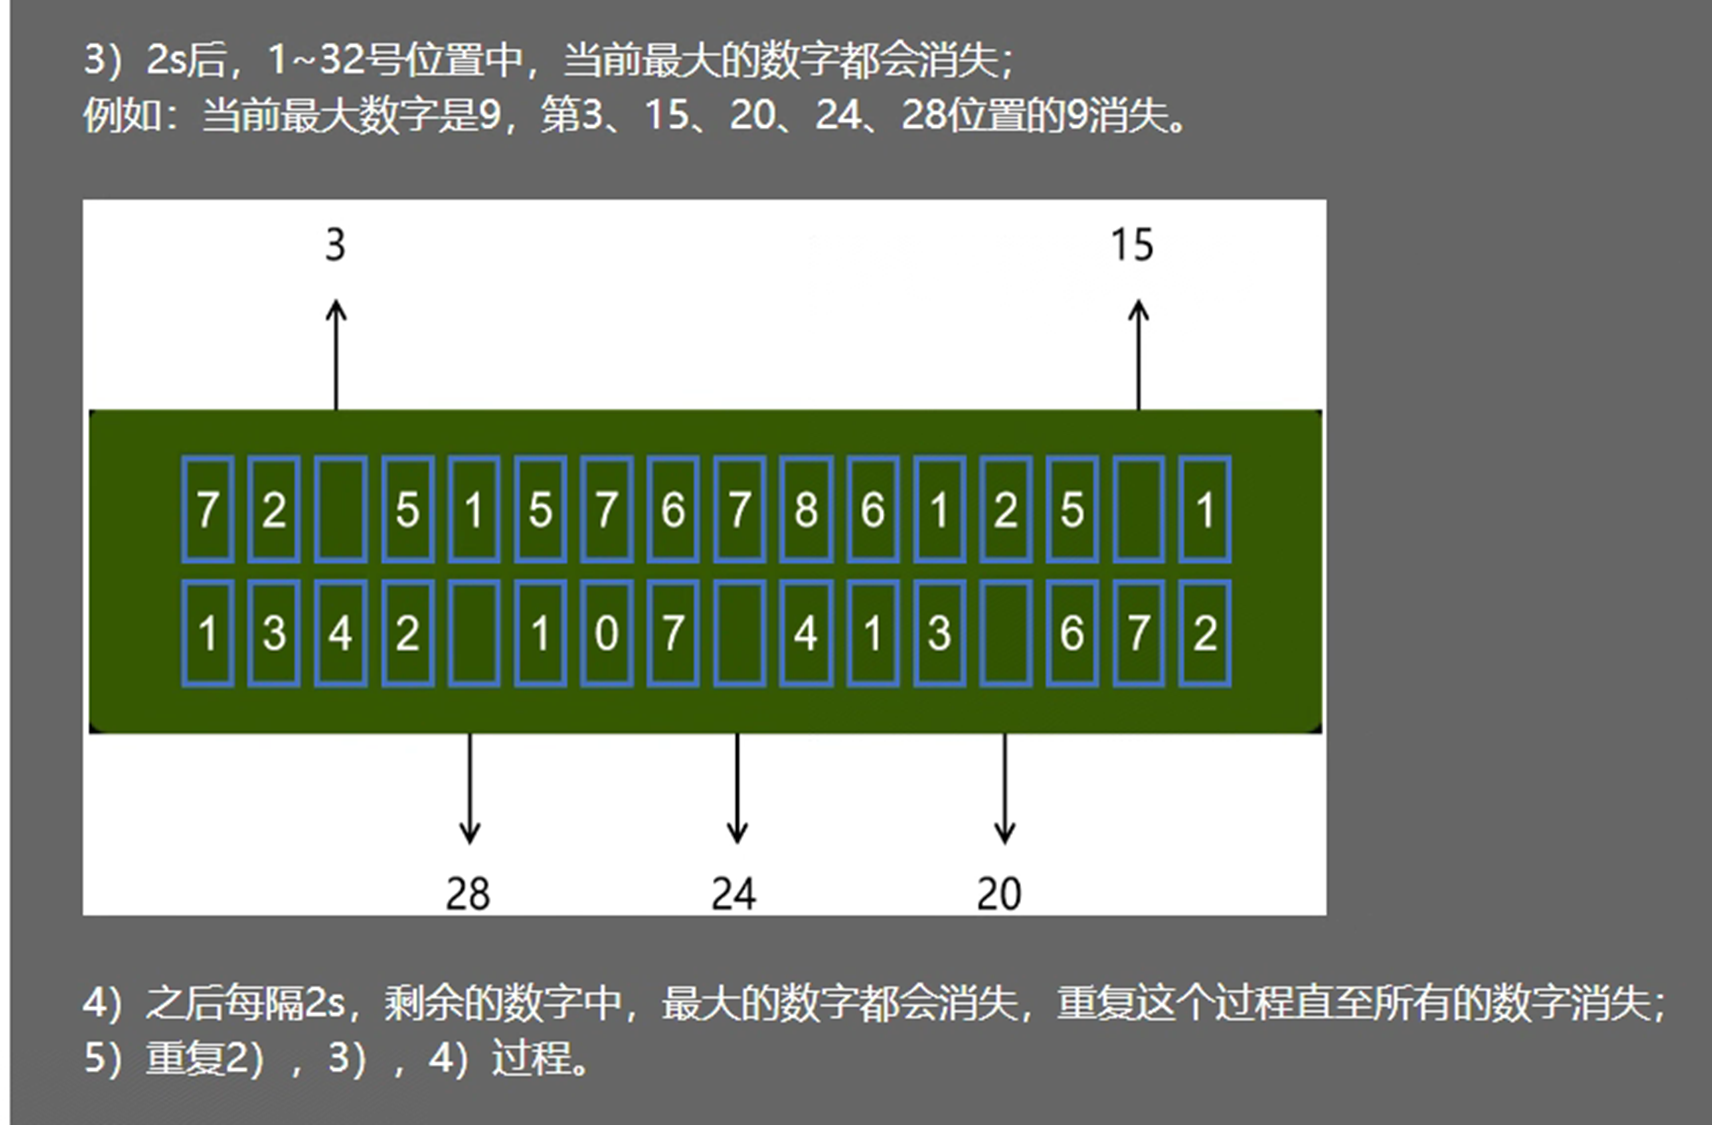 3）2s后，1~32号位置中，当前最大的数字都会消失；
例如：当前最大数字是9，第3、15、20、24、28位置的9消失。
3 15
7 2 5 1 5 7 6 7 8 6 1 2 5 1
1 3 4 2 1 0 7 4 1 3 6 7 2
28 24 20
4）之后每隔2s，剩余的数字中，最大的数字都会消失，重复这个过程直至所有的数字消失；
5）重复2），3），4）过程。